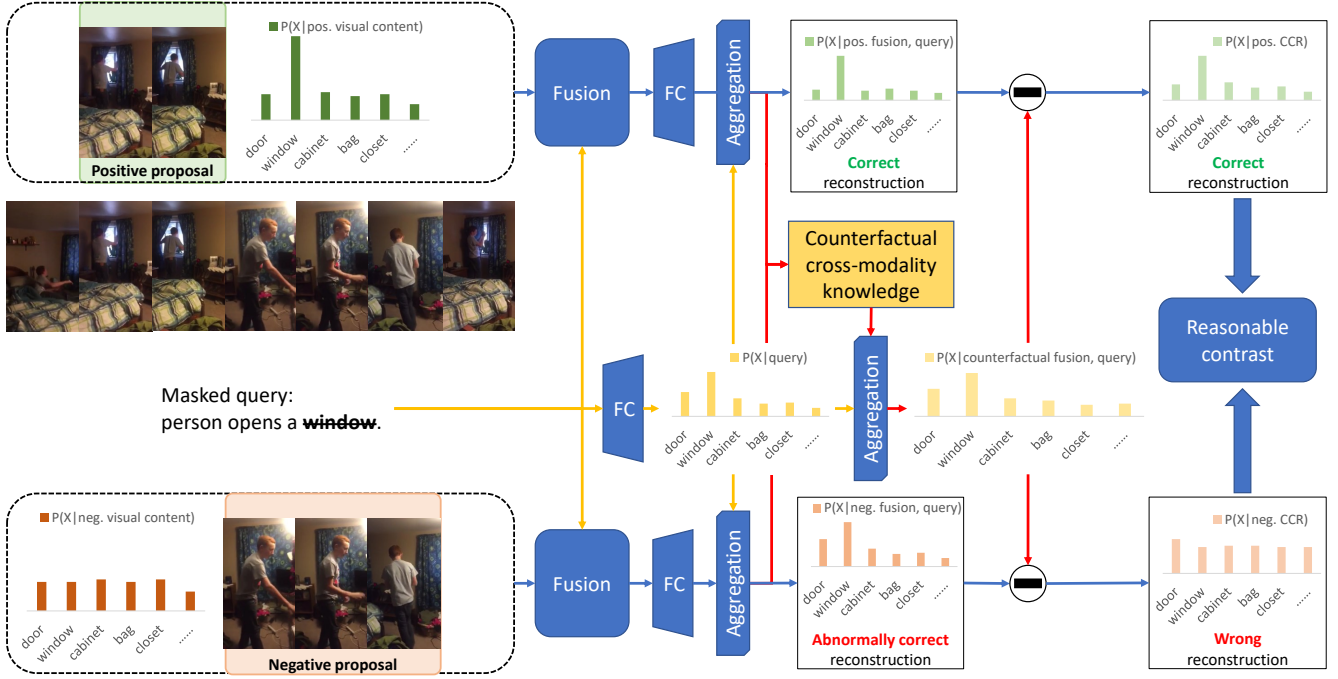 P(X|pos. visual content)
door
window
cabinet
bag
closet
......
Positive proposal
Fusion
FC
Aggregation
P(X|pos. fusion, query)
door
window
cabinet
bag
closet
......
Correct
reconstruction
P(X|pos. CCR)
door
window
cabinet
bag
closet
......
Correct
reconstruction
Counterfactual
cross-modality
knowledge
Reasonable
contrast
Masked query:
person opens a window.
FC
P(X|query)
door
window
cabinet
bag
closet
......
Aggregation
P(X|counterfactual fusion, query)
door
window
cabinet
bag
closet
......
P(X|neg. visual content)
door
window
cabinet
bag
closet
......
Negative proposal
Fusion
FC
Aggregation
P(X|neg. fusion, query)
door
window
cabinet
bag
closet
......
Abnormally correct
reconstruction
P(X|neg. CCR)
door
window
cabinet
bag
closet
......
Wrong
reconstruction